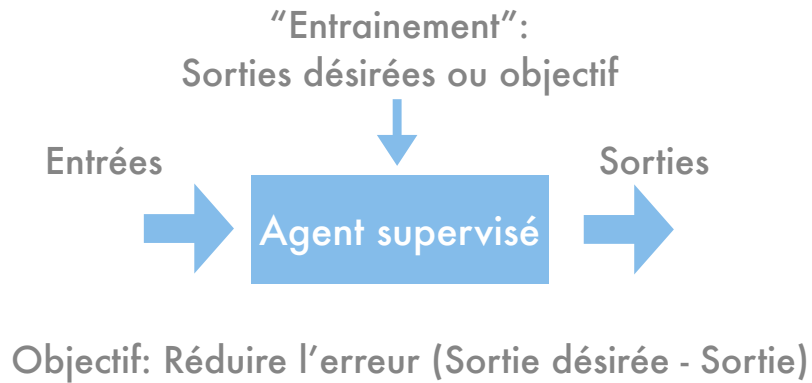 “Entrainement”:
Sorties désirées ou objectif
Entrées
Sorties
Agent supervisé
Objectif: Réduire l’erreur (Sortie désirée - Sortie)